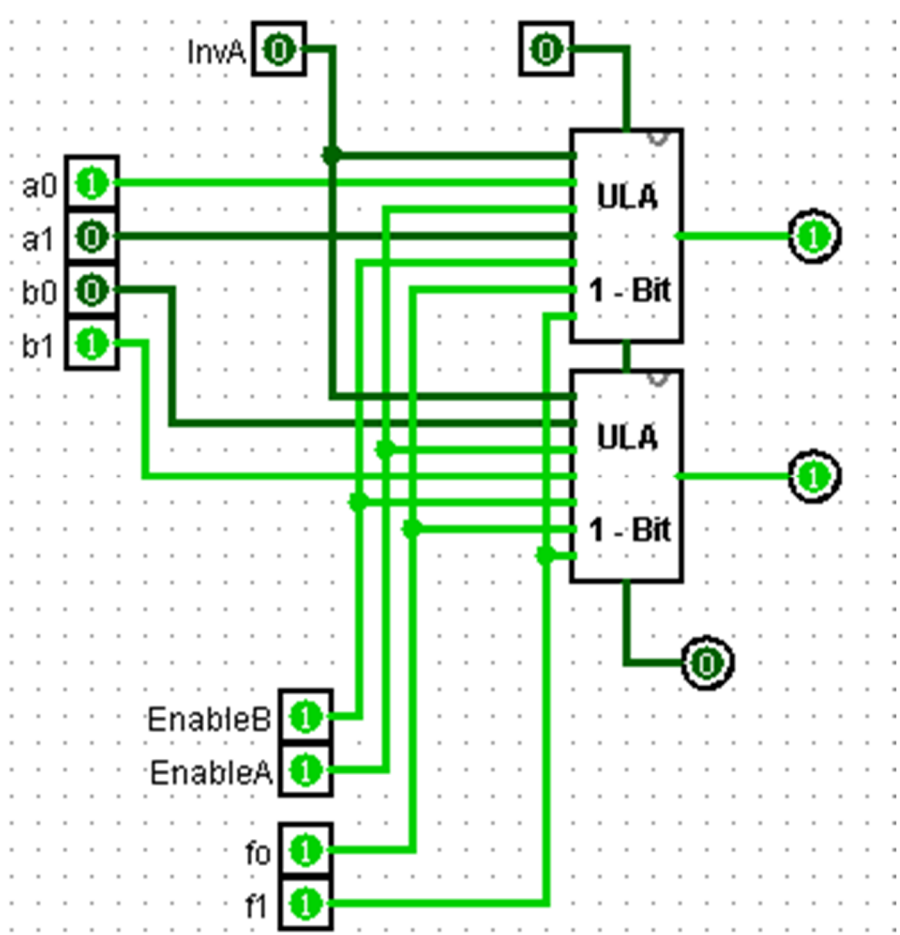 InvA 0 0
a0 1
a1 0
b0 0
b1 1
ULA
1 - Bit
1
ULA
1 - Bit
1
0
EnableB 1
EnableA 1
fo 1
f1 1